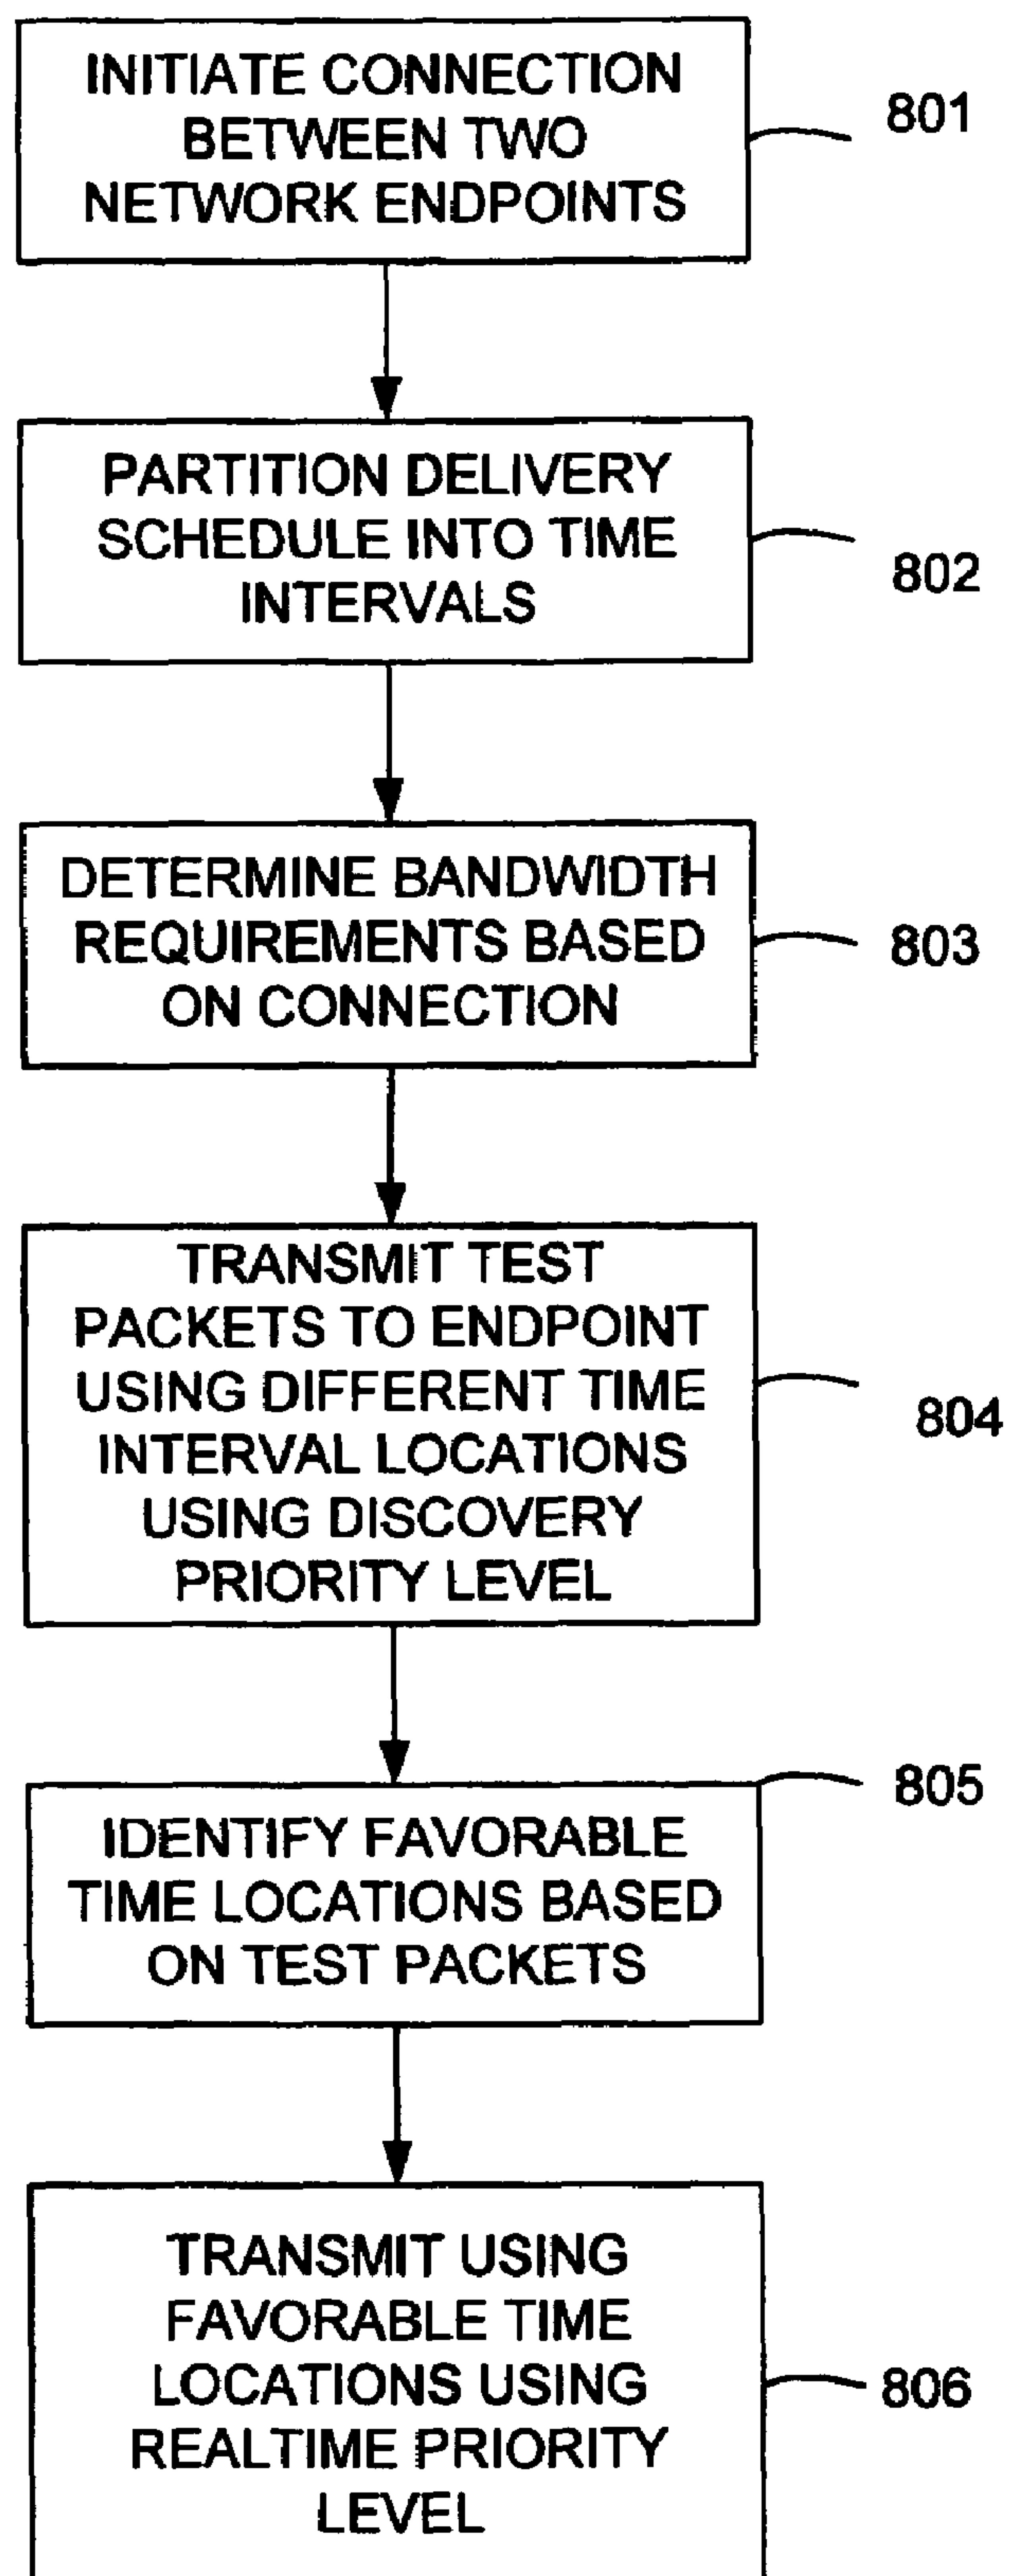 INITIATE CONNECTION
BETWEEN TWO
NETWORK ENDPOINTS
801
PARTITION DELIVERY
SCHEDULE INTO TIME
INTERVALS
802
DETERMINE BANDWIDTH
REQUIREMENTS BASED
ON CONNECTION
803
TRANSMIT TEST
PACKETS TO ENDPOINT
USING DIFFERENT TIME
INTERVAL LOCATIONS
USING DISCOVERY
PRIORITY LEVEL
804
IDENTIFY FAVORABLE
TIME LOCATIONS BASED
ON TEST PACKETS
805
TRANSMIT USING
FAVORABLE TIME
LOCATIONS USING
REALTIME PRIORITY
LEVEL
806